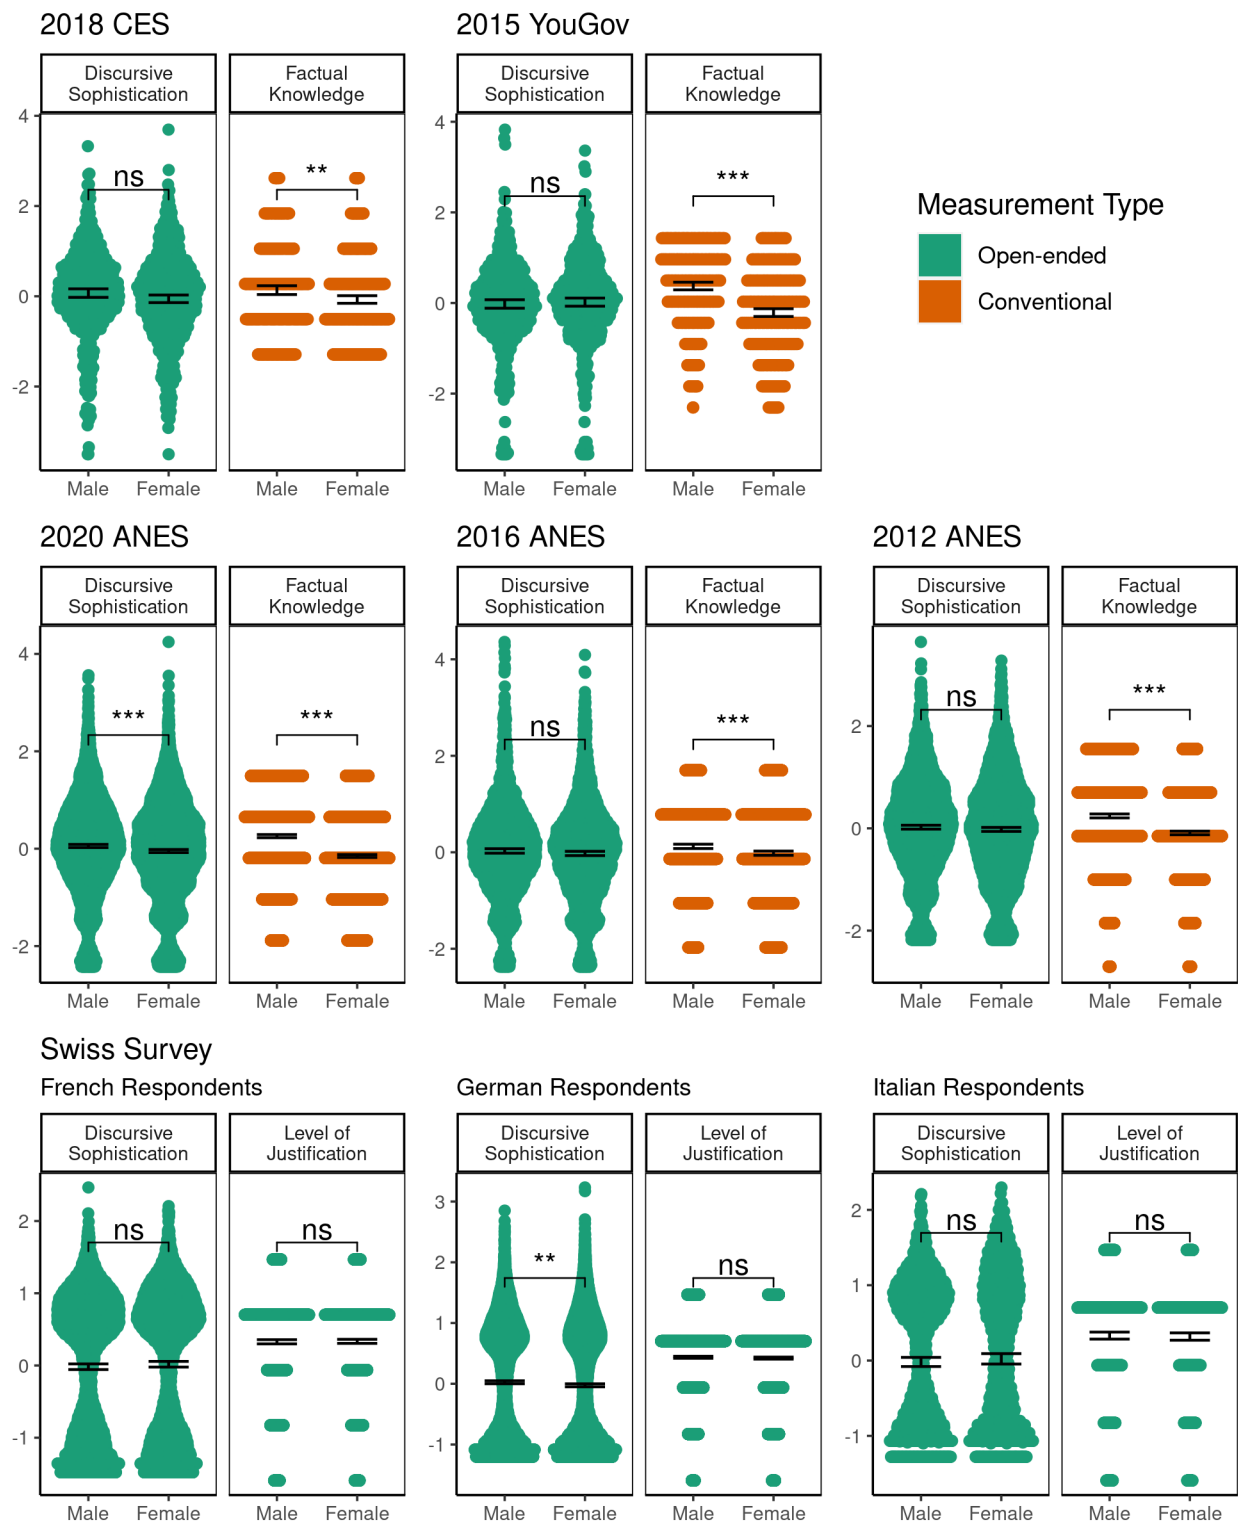 2018 CES
2015 YouGov
Discursive
Sophistication
Factual
Knowledge
Discursive
Sophistication
Factual
Knowledge
4
2
0
-2
ns
**
4
2
0
-2
ns
***
Male
Female
Male
Female
Male
Female
Male
Female
Measurement Type
Open-ended
Conventional
2020 ANES
2016 ANES
2012 ANES
Discursive
Sophistication
Factual
Knowledge
Discursive
Sophistication
Factual
Knowledge
Discursive
Sophistication
Factual
Knowledge
4
2
0
-2
***
***
4
2
0
-2
ns
***
2
0
-2
ns
***
Male
Female
Male
Female
Male
Female
Male
Female
Male
Female
Male
Female
Swiss Survey
French Respondents
German Respondents
Italian Respondents
Discursive
Sophistication
Level of
Justification
Discursive
Sophistication
Level of
Justification
Discursive
Sophistication
Level of
Justification
2
1
0
-1
ns
ns
3
2
1
0
-1
**
ns
2
1
0
-1
ns
ns
Male
Female
Male
Female
Male
Female
Male
Female
Male
Female
Male
Female